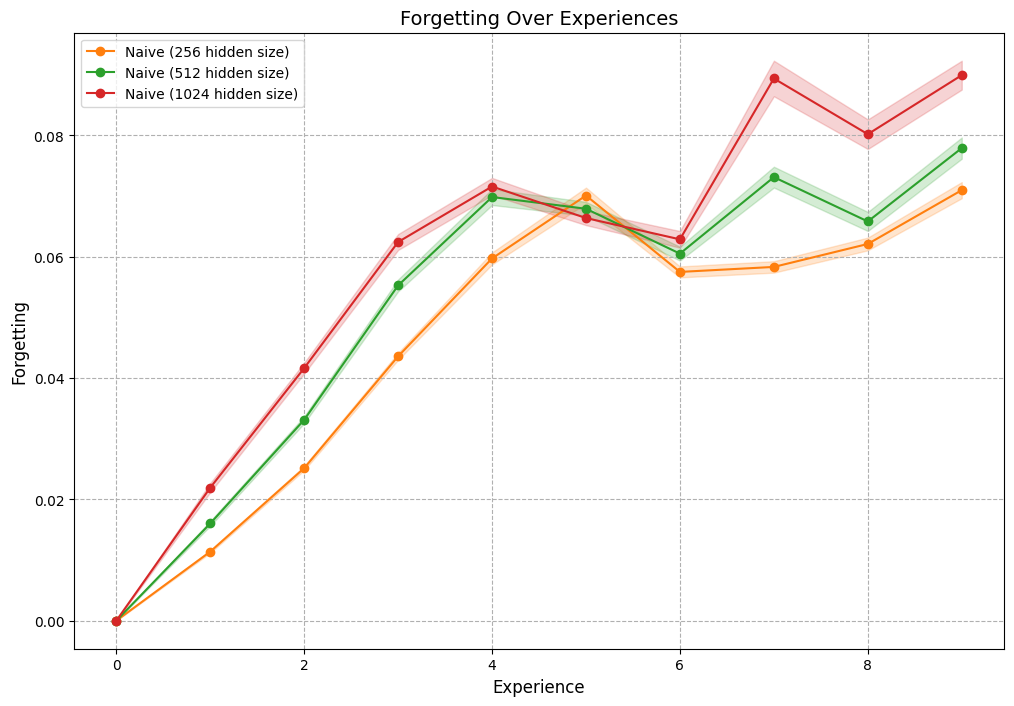 Forgetting Over Experiences
Naive (256 hidden size)
Naive (512 hidden size)
Naive (1024 hidden size)
Forgetting
0.08
0.06
0.04
0.02
0.00
0 2 4 6 8
Experience